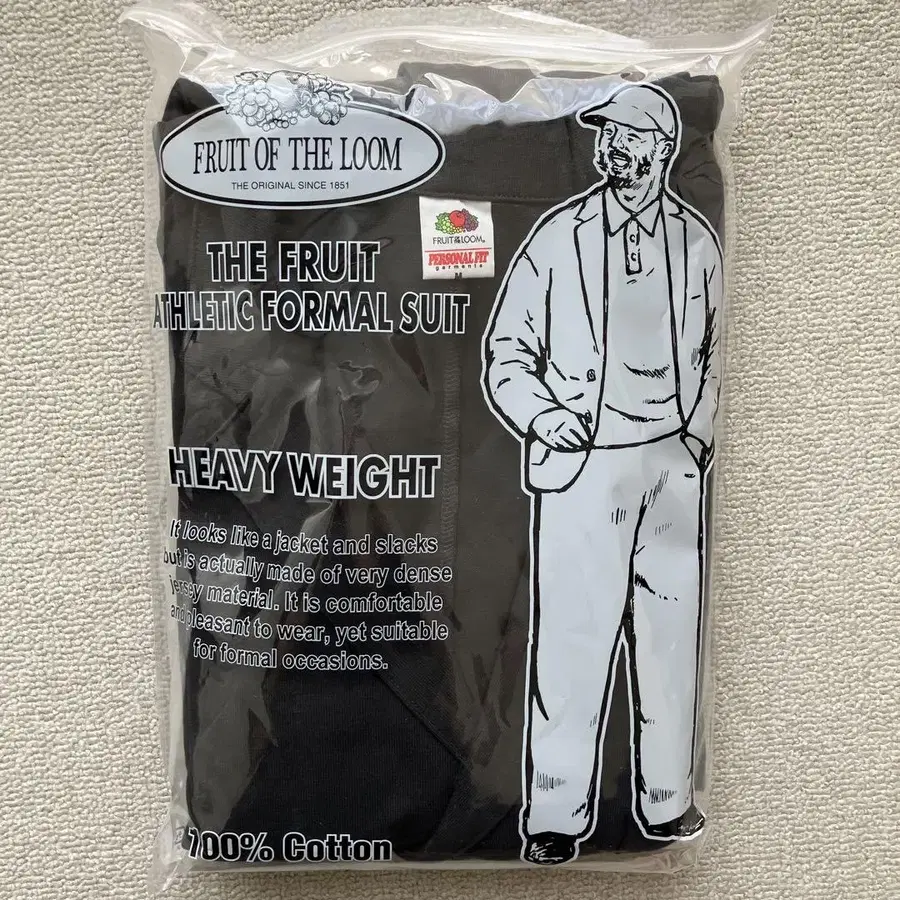 FRUIT OF THE LOOM
THE ORIGINAL SINCE 1851
THE FRUIT
ATHLETIC FORMAL SUIT
FRUIT OF THE LOOM®
PERSONAL FIT
garments
M
HEAVY WEIGHT
It looks like a jacket and slacks
but is actually made of very dense
jersey material. It is comfortable
and pleasant to wear, yet suitable
for formal occasions.
100% Cotton